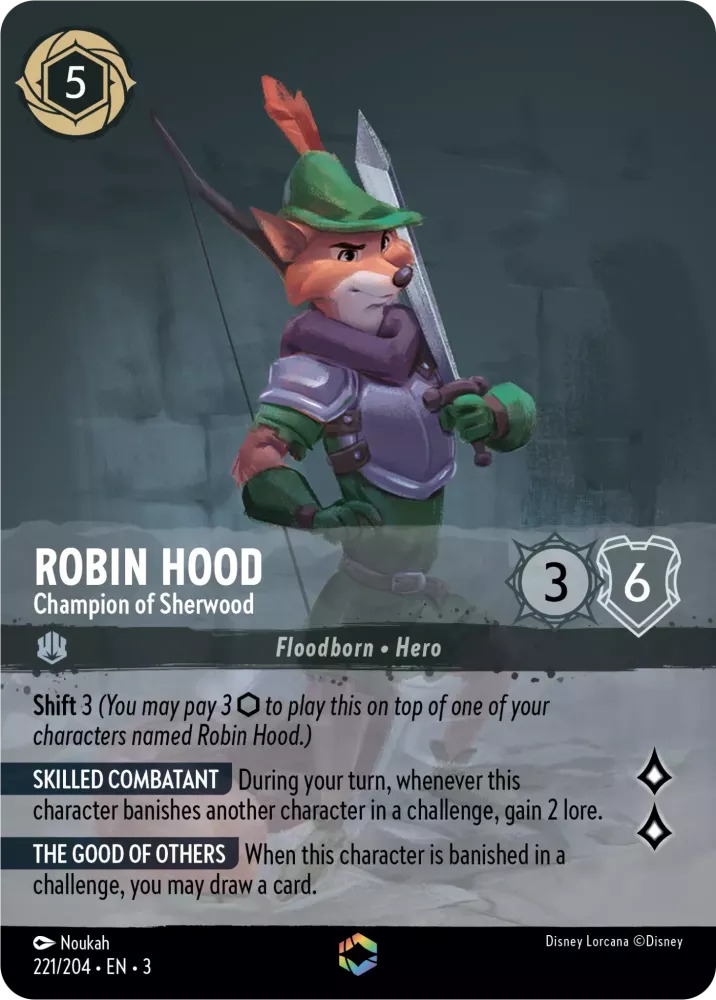 5
ROBIN HOOD
Champion of Sherwood
3
6
Floodborn • Hero
Shift 3 (You may pay 3 to play this on top of one of your
characters named Robin Hood.)
SKILLED COMBATANT During your turn, whenever this
character banishes another character in a challenge, gain 2 lore.
THE GOOD OF OTHERS When this character is banished in a
challenge, you may draw a card.
Noukah
Disney Lorcana ©Disney
221/204 • EN • 3